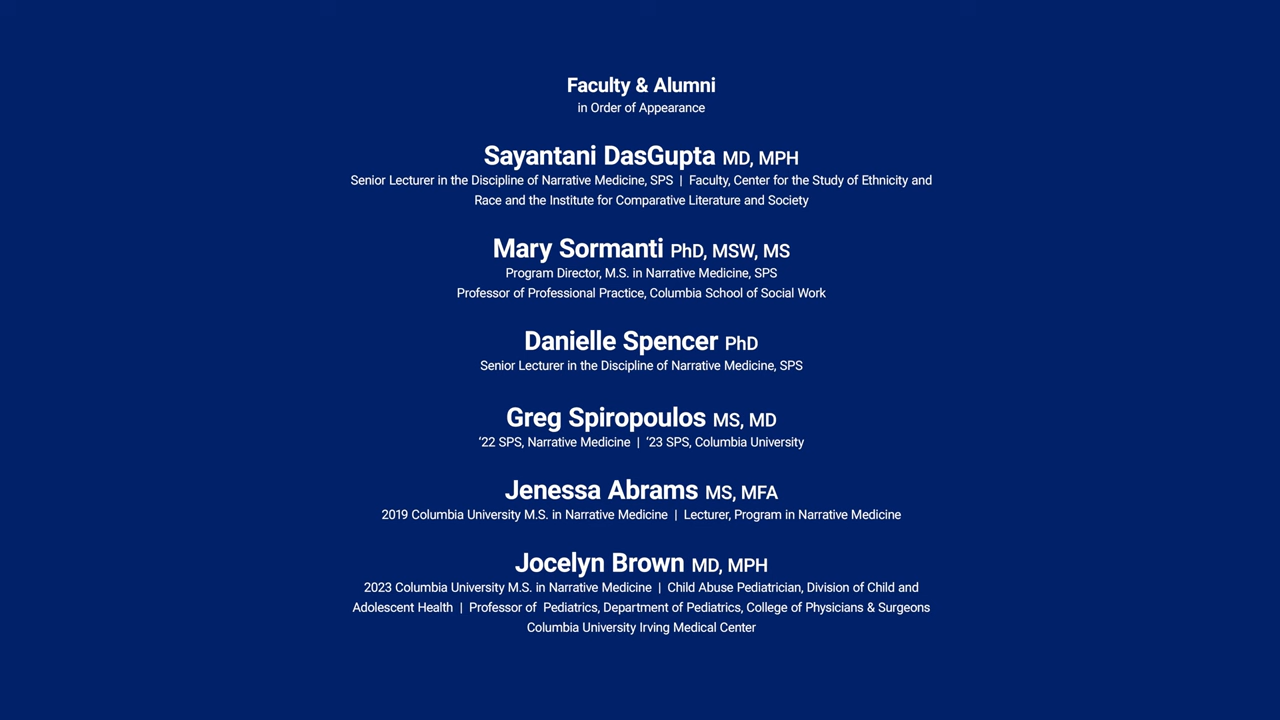 Faculty & Alumni
in Order of Appearance
Sayantani DasGupta MD, MPH
Senior Lecturer in the Discipline of Narrative Medicine, SPS | Faculty, Center for the Study of Ethnicity and
Race and the Institute for Comparative Literature and Society
Mary Sormanti PhD, MSW, MS
Program Director, M.S. in Narrative Medicine, SPS
Professor of Professional Practice, Columbia School of Social Work
Danielle Spencer PhD
Senior Lecturer in the Discipline of Narrative Medicine, SPS
Greg Spiropoulos MS, MD
‘22 SPS, Narrative Medicine | ‘23 SPS, Columbia University
Jenessa Abrams MS, MFA
2019 Columbia University M.S. in Narrative Medicine | Lecturer, Program in Narrative Medicine
Jocelyn Brown MD, MPH
2023 Columbia University M.S. in Narrative Medicine | Child Abuse Pediatrician, Division of Child and
Adolescent Health | Professor of Pediatrics, Department of Pediatrics, College of Physicians & Surgeons
Columbia University Irving Medical Center